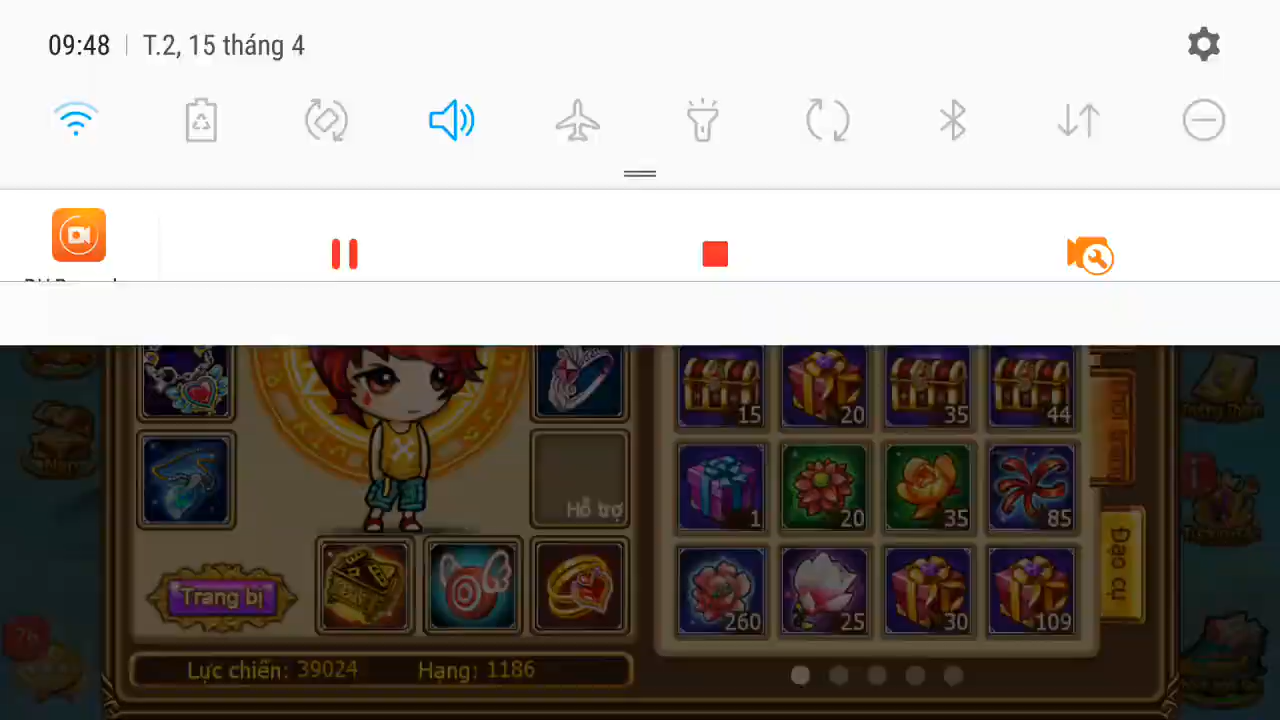 09:48 | T.2, 15 tháng 4
15
20
35
44
1
20
35
85
Hỗ trợ
Đạo cụ
Trang bị
260
25
30
109
Lực chiến: 39024
Hạng: 1186